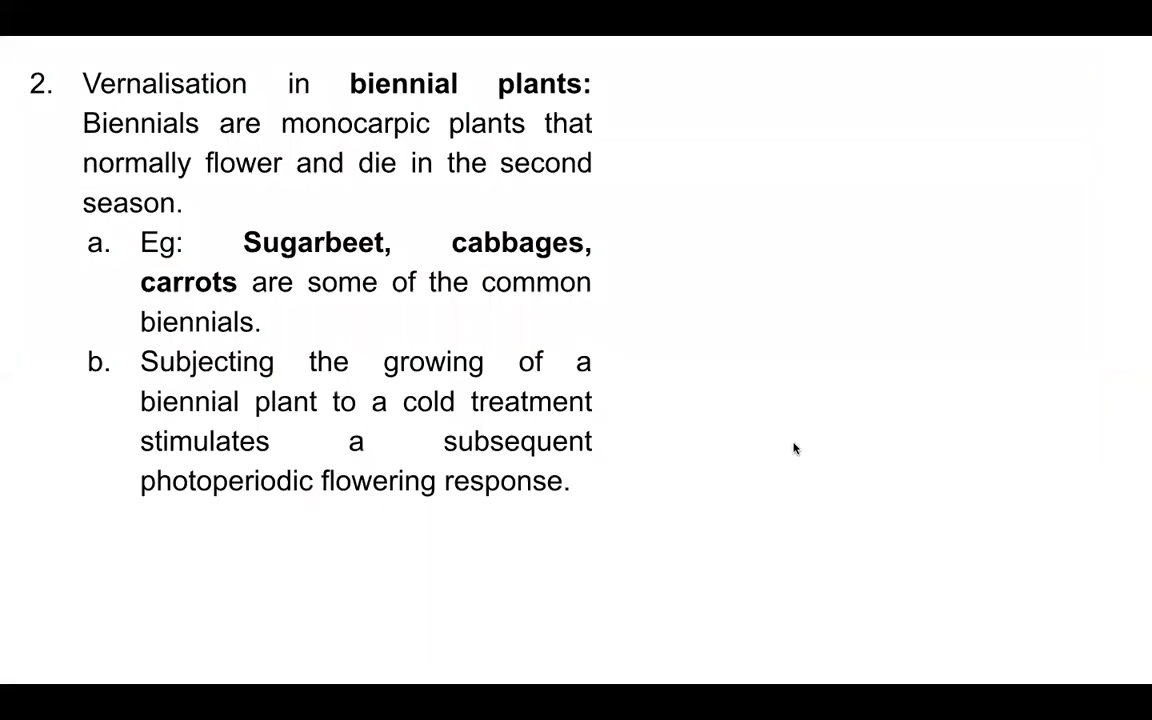 2. Vernalisation in biennial plants:
Biennials are monocarpic plants that
normally flower and die in the second
season.
a. Eg: Sugarbeet, cabbages,
carrots are some of the common
biennials.
b. Subjecting the growing of a
biennial plant to a cold treatment
stimulates a subsequent
photoperiodic flowering response.